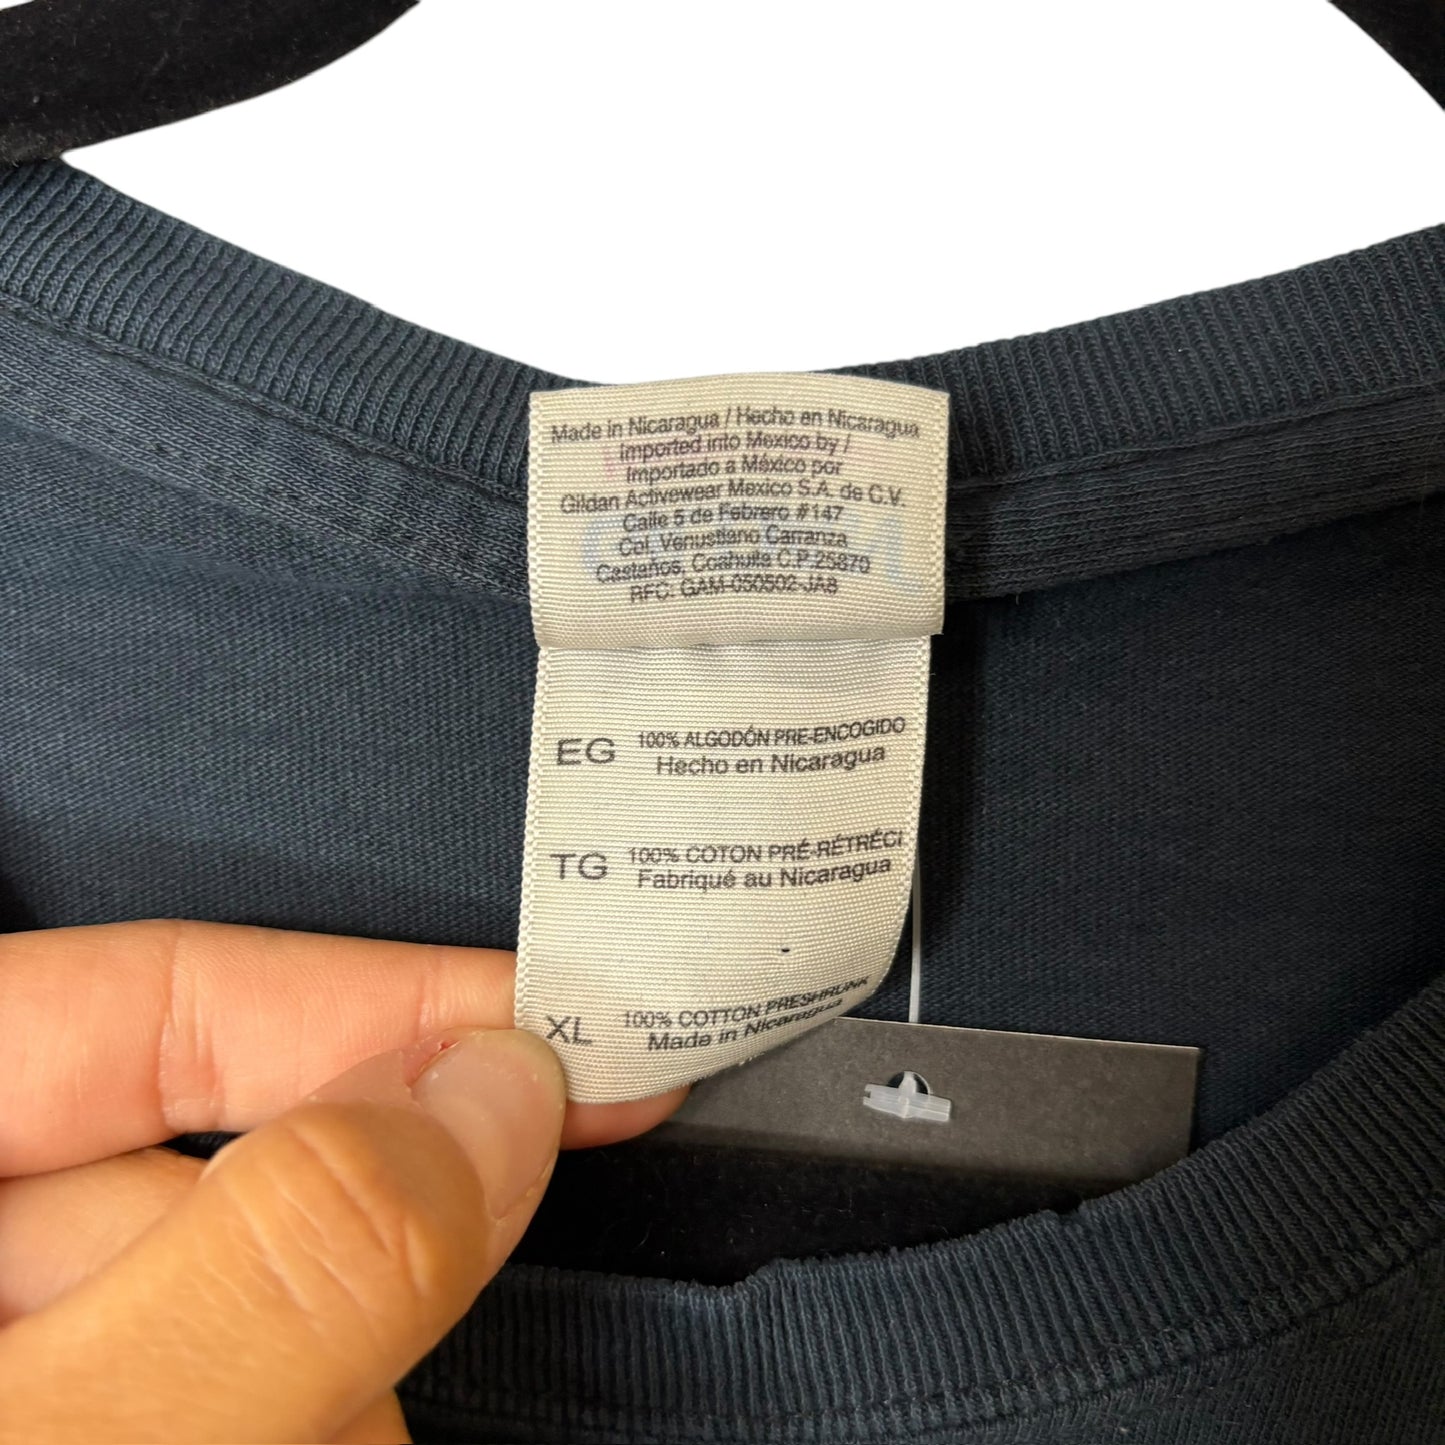 Made in Nicaragua / Hecho en Nicaragua
Imported into Mexico by /
Importado a México por
Gildan Activewear Mexico S.A. de C.V.
Calle 5 de Febrero #147
Col. Venustiano Carranza
Castaños, Coahuila C.P.25870
RFC: GAM-050502-JA8
EG 100% ALGODÓN PRE-ENCOGIDO
Hecho en Nicaragua
TG 100% COTON PRÉ-RÉTRÉCI
Fabriqué au Nicaragua
XL 100% COTTON PRESHRUNK
Made in Nicaragua